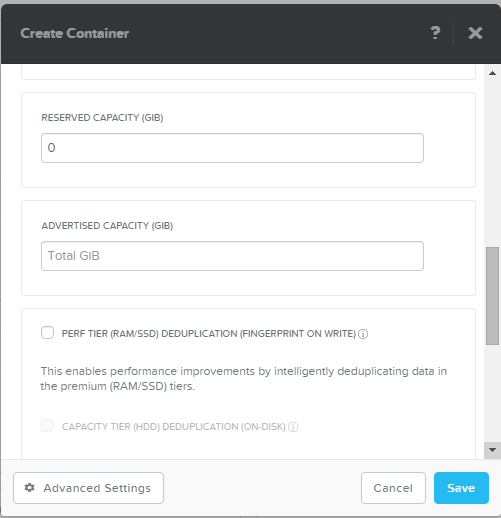 Create Container
?
RESERVED CAPACITY (GIB)
0
ADVERTISED CAPACITY (GIB)
Total GiB
PERF TIER (RAM/SSD) DEDUPLICATION (FINGERPRINT ON WRITE)
This enables performance improvements by intelligently deduplicating data in
the premium (RAM/SSD) tiers.
CAPACITY TIER (HDD) DEDUPLICATION (ON-DISK)
Advanced Settings
Cancel
Save